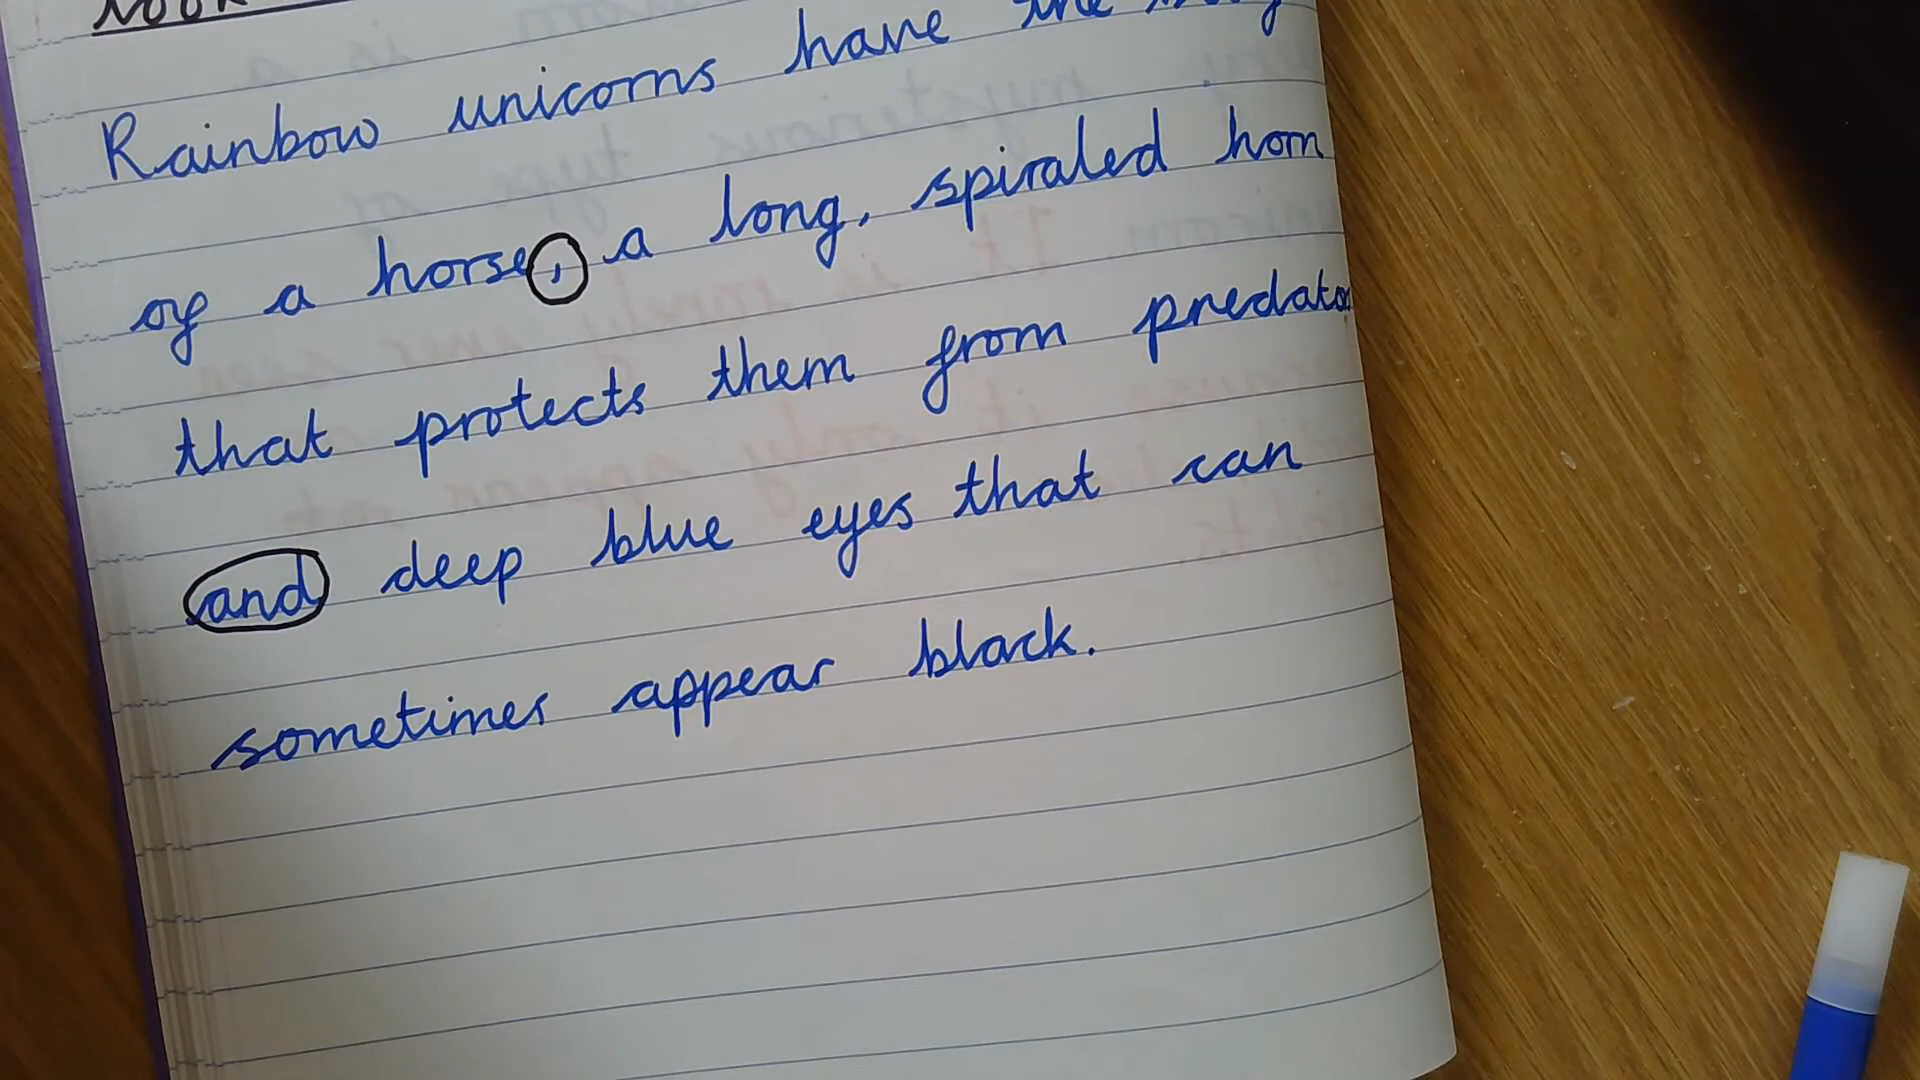 Rainbow unicorns have the
of a horse, a long, spiraled horn
that protects them from predators
and deep blue eyes that can
sometimes appear black.